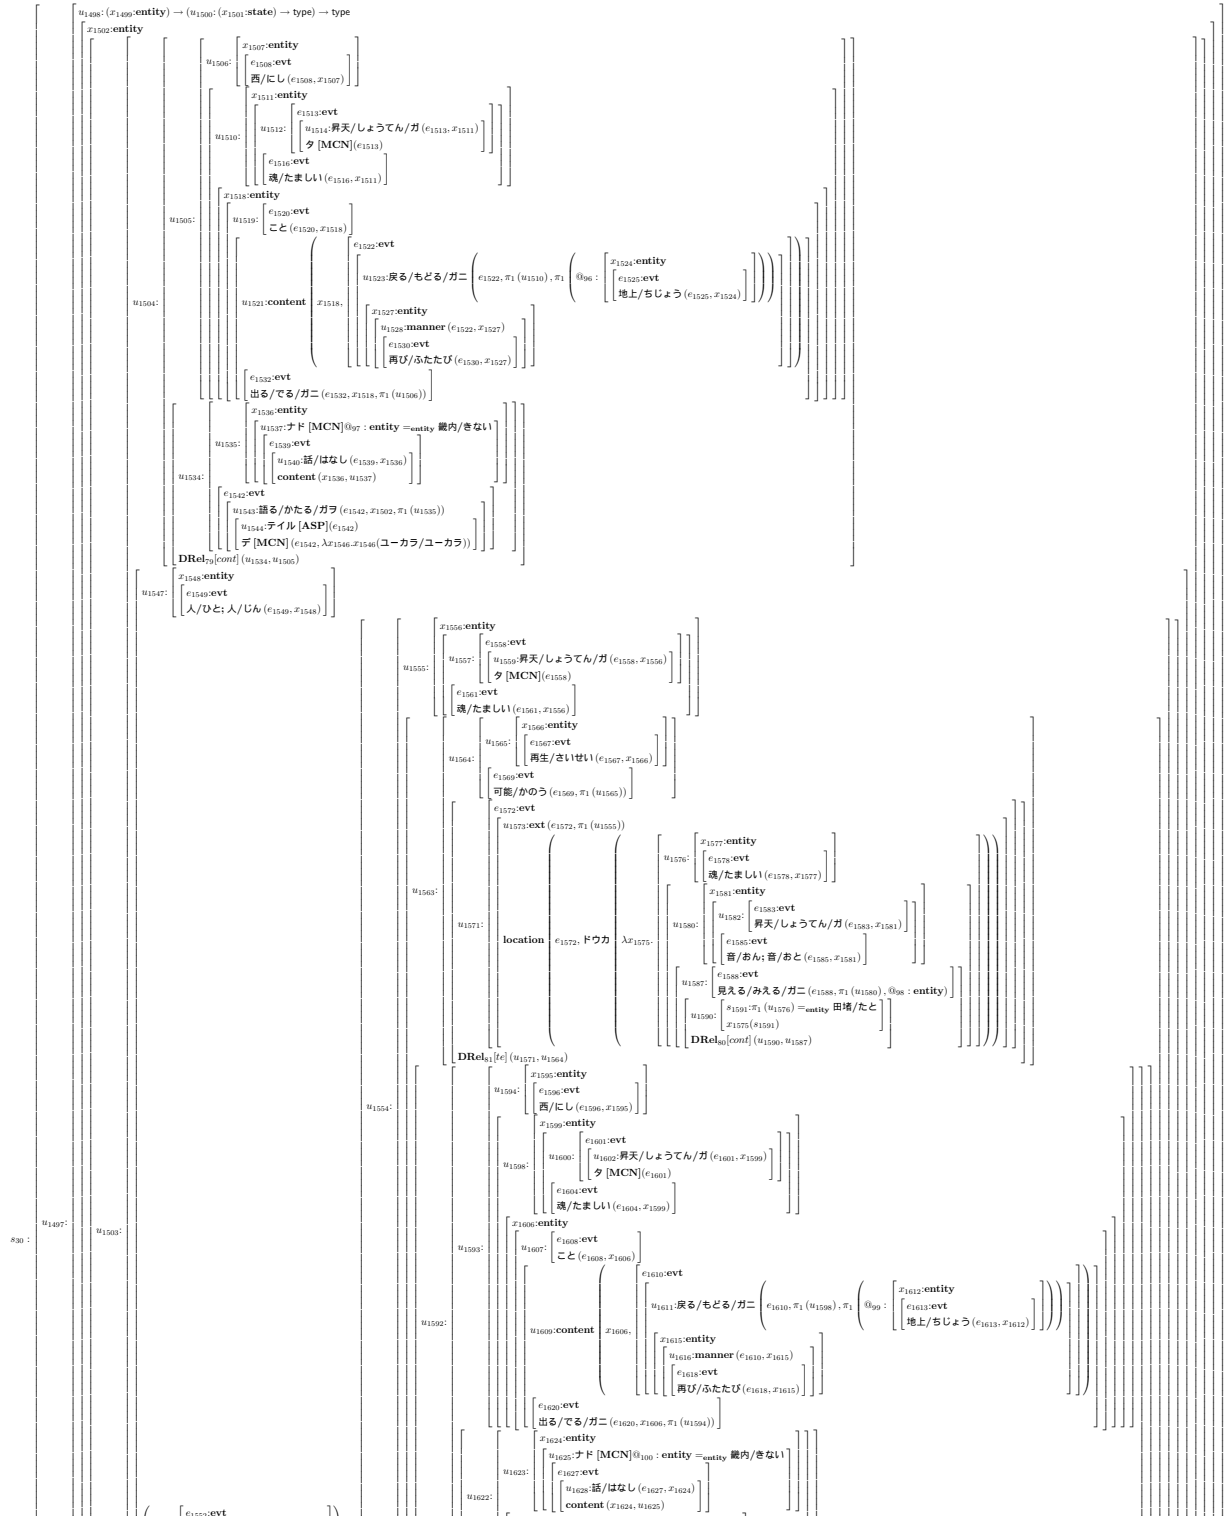 u1498: (x1499:entity) → (u1500: (x1501:state) → type) → type
x1502:entity
x1507:entity
u1506:
e1508:evt
西/にし (e1508, x1507)
x1511:entity
e1513:evt
u1512:
u1514:昇天/しょうてん/ガ (e1513, x1511)
u1510:
タ [MCN](e1513)
e1516:evt
魂/たましい (e1516, x1511)
x1518:entity
u1505:
u1519:
e1520:evt
こと (e1520, x1518)
e1522:evt
x1524:entity
u1523:戻る/もどる/ガニ (e1522, π1 (u1510), π1 (@96 :
e1525:evt
地上/ちじょう (e1525, x1524)
u1504:
u1521:content ( x1518,
x1527:entity
u1528:manner (e1522, x1527)
e1530:evt
再び/ふたたび (e1530, x1527)
e1532:evt
出る/でる/ガニ (e1532, x1518, π1 (u1506))
x1536:entity
u1537:ナド [MCN]@97 : entity =entity 畿内/きない
u1535:
e1539:evt
u1540:話/はなし (e1539, x1536)
content (x1536, u1537)
u1534:
e1542:evt
u1543:語る/かたる/ガヲ (e1542, x1502, π1 (u1535))
u1544:テイル [ASP](e1542)
デ [MCN] (e1542, λx1546.x1546(ユーカラ/ユーカラ))
DRel79[cont] (u1534, u1505)
x1548:entity
u1547:
e1549:evt
人/ひと; 人/じん (e1549, x1548)
x1556:entity
e1558:evt
u1557:
u1559:昇天/しょうてん/ガ (e1558, x1556)
u1555:
タ [MCN](e1558)
e1561:evt
魂/たましい (e1561, x1556)
x1566:entity
u1565:
e1567:evt
u1564:
再生/さいせい (e1567, x1566)
e1569:evt
可能/かのう (e1569, π1 (u1565))
e1572:evt
u1573:ext (e1572, π1 (u1555))
x1577:entity
u1576:
e1578:evt
魂/たましい (e1578, x1577)
u1563:
x1581:entity
u1582:
e1583:evt
昇天/しょうてん/ガ (e1583, x1581)
u1580:
u1571:
location ( e1572, ドウカ ( λx1575.
e1585:evt
音/おん; 音/おと (e1585, x1581)
u1587:
e1588:evt
見える/みえる/ガニ (e1588, π1 (u1580), @98 : entity)
u1590:
s1591:π1 (u1576) =entity 田堵/たと
x1575(s1591)
DRel80[cont] (u1590, u1587)
DRel81[te] (u1571, u1564)
x1595:entity
u1594:
e1596:evt
西/にし (e1596, x1595)
u1554:
x1599:entity
e1601:evt
u1600:
u1602:昇天/しょうてん/ガ (e1601, x1599)
u1598:
タ [MCN](e1601)
e1604:evt
魂/たましい (e1604, x1599)
x1606:entity
s30 :
u1497:
u1503:
u1593:
u1607:
e1608:evt
こと (e1608, x1606)
e1610:evt
x1612:entity
u1611:戻る/もどる/ガニ (e1610, π1 (u1598), π1 (@99 :
e1613:evt
地上/ちじょう (e1613, x1612)
u1592:
u1609:content ( x1606,
x1615:entity
u1616:manner (e1610, x1615)
e1618:evt
再び/ふたたび (e1618, x1615)
e1620:evt
出る/でる/ガニ (e1620, x1606, π1 (u1594))
x1624:entity
u1625:ナド [MCN]@100 : entity =entity 畿内/きない
u1623:
e1627:evt
u1628:話/はなし (e1627, x1624)
u1622:
content (x1624, u1625)
e1552:evt